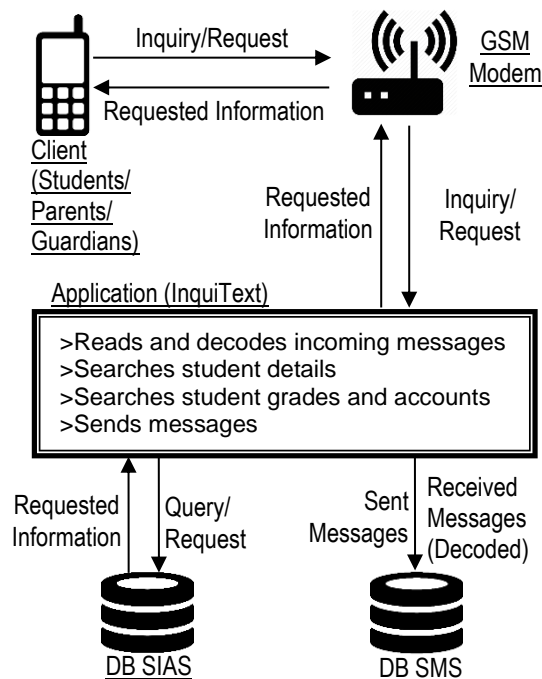 Inquiry/Request
GSM
Modem
Requested Information
Client
(Students/
Parents/
Guardians)
Requested
Information
Inquiry/
Request
Application (InquiText)
>Reads and decodes incoming messages
>Searches student details
>Searches student grades and accounts
>Sends messages
Requested
Information
Query/
Request
Sent
Messages
Received
Messages
(Decoded)
DB SIAS
DB SMS